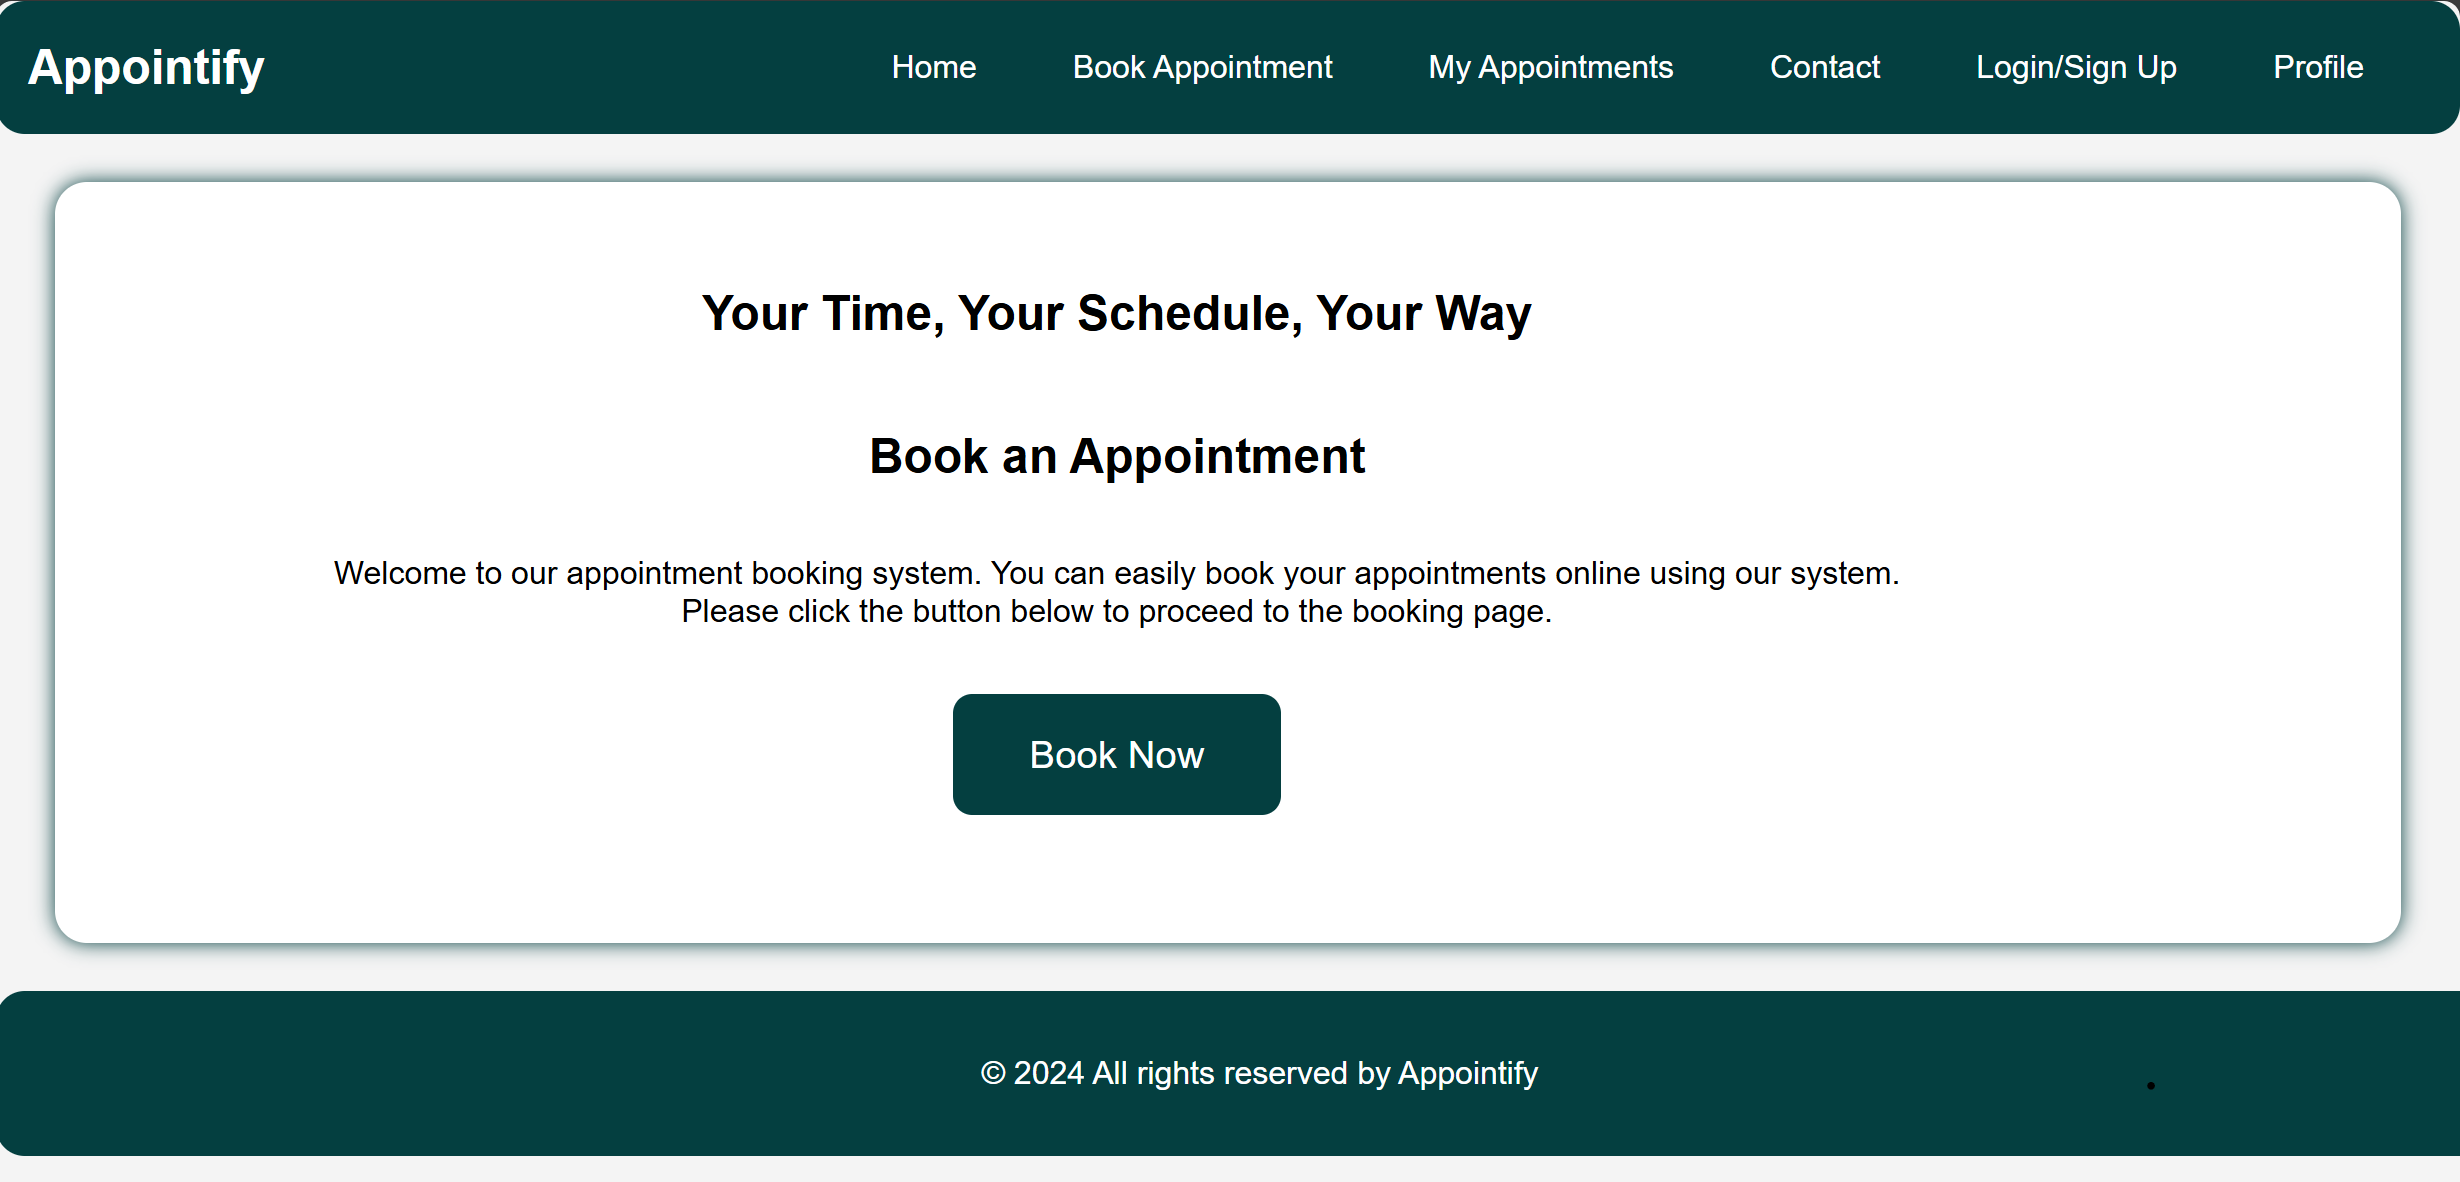 Appointify
Home Book Appointment My Appointments Contact Login/Sign Up Profile
Your Time, Your Schedule, Your Way
Book an Appointment
Welcome to our appointment booking system. You can easily book your appointments online using our system.
Please click the button below to proceed to the booking page.
Book Now
© 2024 All rights reserved by Appointify